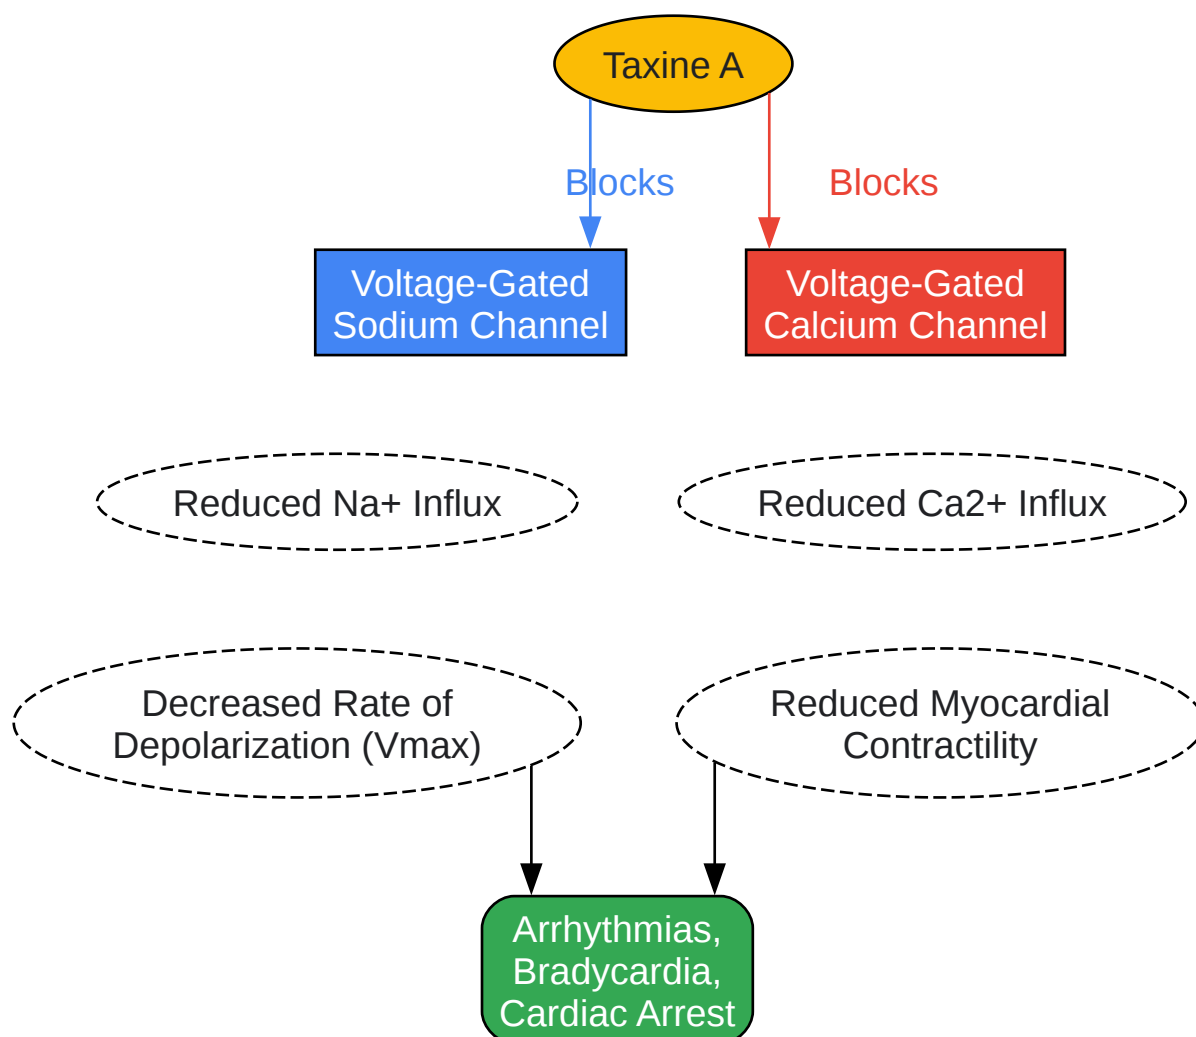 Taxine A
Blocks
Blocks
Voltage-Gated
Sodium Channel
Voltage-Gated
Calcium Channel
Reduced Na+ Influx
Reduced Ca2+ Influx
Decreased Rate of
Depolarization (Vmax)
Reduced Myocardial
Contractility
Arrhythmias,
Bradycardia,
Cardiac Arrest